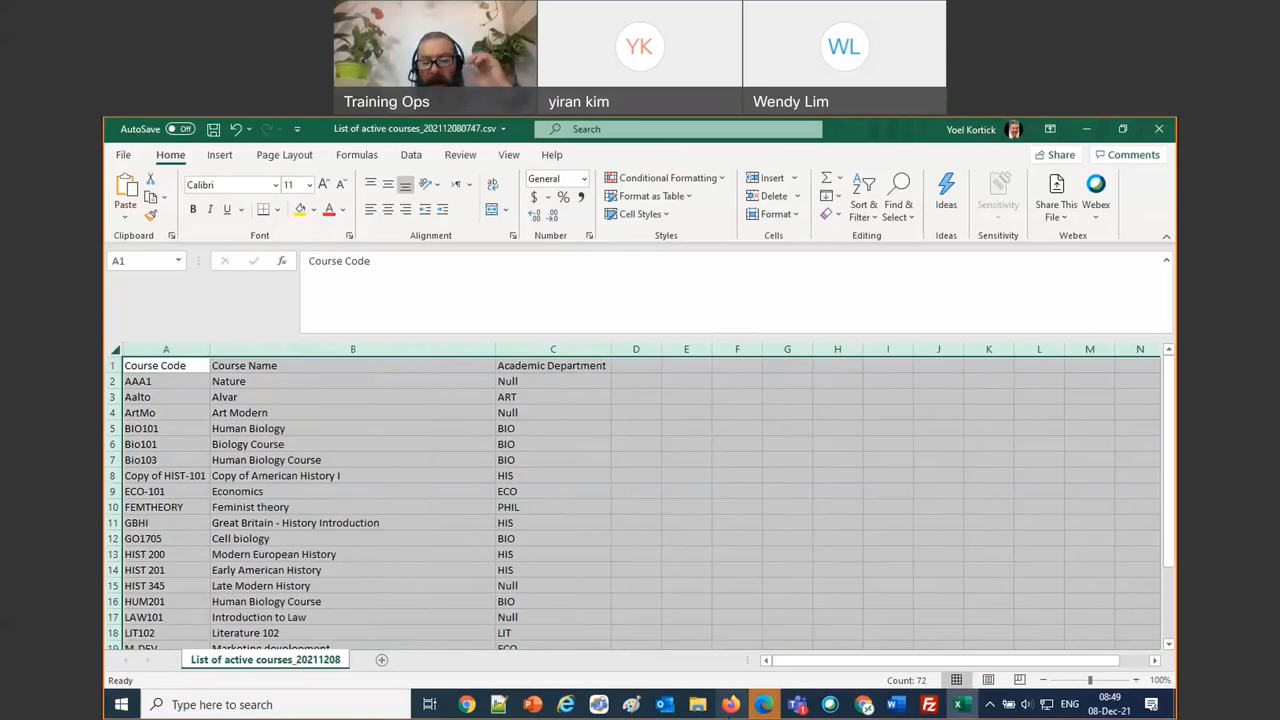 YK
WL
Training Ops
yiran kim
Wendy Lim
AutoSave Off
List of active courses_202112080747.csv
Search
Yoel Kortick
File Home Insert Page Layout Formulas Data Review View Help
Share Comments
Paste
Calibri 11
B I U
General
$ % ,
Conditional Formatting
Format as Table
Cell Styles
Insert
Delete
Format
Sort & Filter
Find & Select
Ideas
Sensitivity
Share This File
Webex
Clipboard Font Alignment Number Styles Cells Editing Ideas Sensitivity Webex
A1 fx Course Code
A B C D E F G H I J K L M N
1 Course Code Course Name Academic Department
2 AAA1 Nature Null
3 Aalto Alvar ART
4 ArtMo Art Modern Null
5 BIO101 Human Biology BIO
6 Bio101 Biology Course BIO
7 Bio103 Human Biology Course BIO
8 Copy of HIST-101 Copy of American History I HIS
9 ECO-101 Economics ECO
10 FEMTHEORY Feminist theory PHIL
11 GBHI Great Britain - History Introduction HIS
12 GO1705 Cell biology BIO
13 HIST 200 Modern European History HIS
14 HIST 201 Early American History HIS
15 HIST 345 Late Modern History Null
16 HUM201 Human Biology Course BIO
17 LAW101 Introduction to Law Null
18 LIT102 Literature 102 LIT
19 M-DEV Marketing development ECO
List of active courses_20211208
Ready Count: 72 100%
Type here to search
ENG
08:49
08-Dec-21